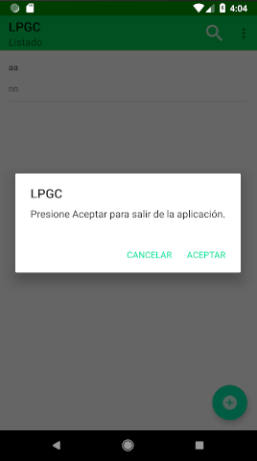 4:04
LPGC
Listado
aa
nn
LPGC
Presione Aceptar para salir de la aplicación.
CANCELAR ACEPTAR